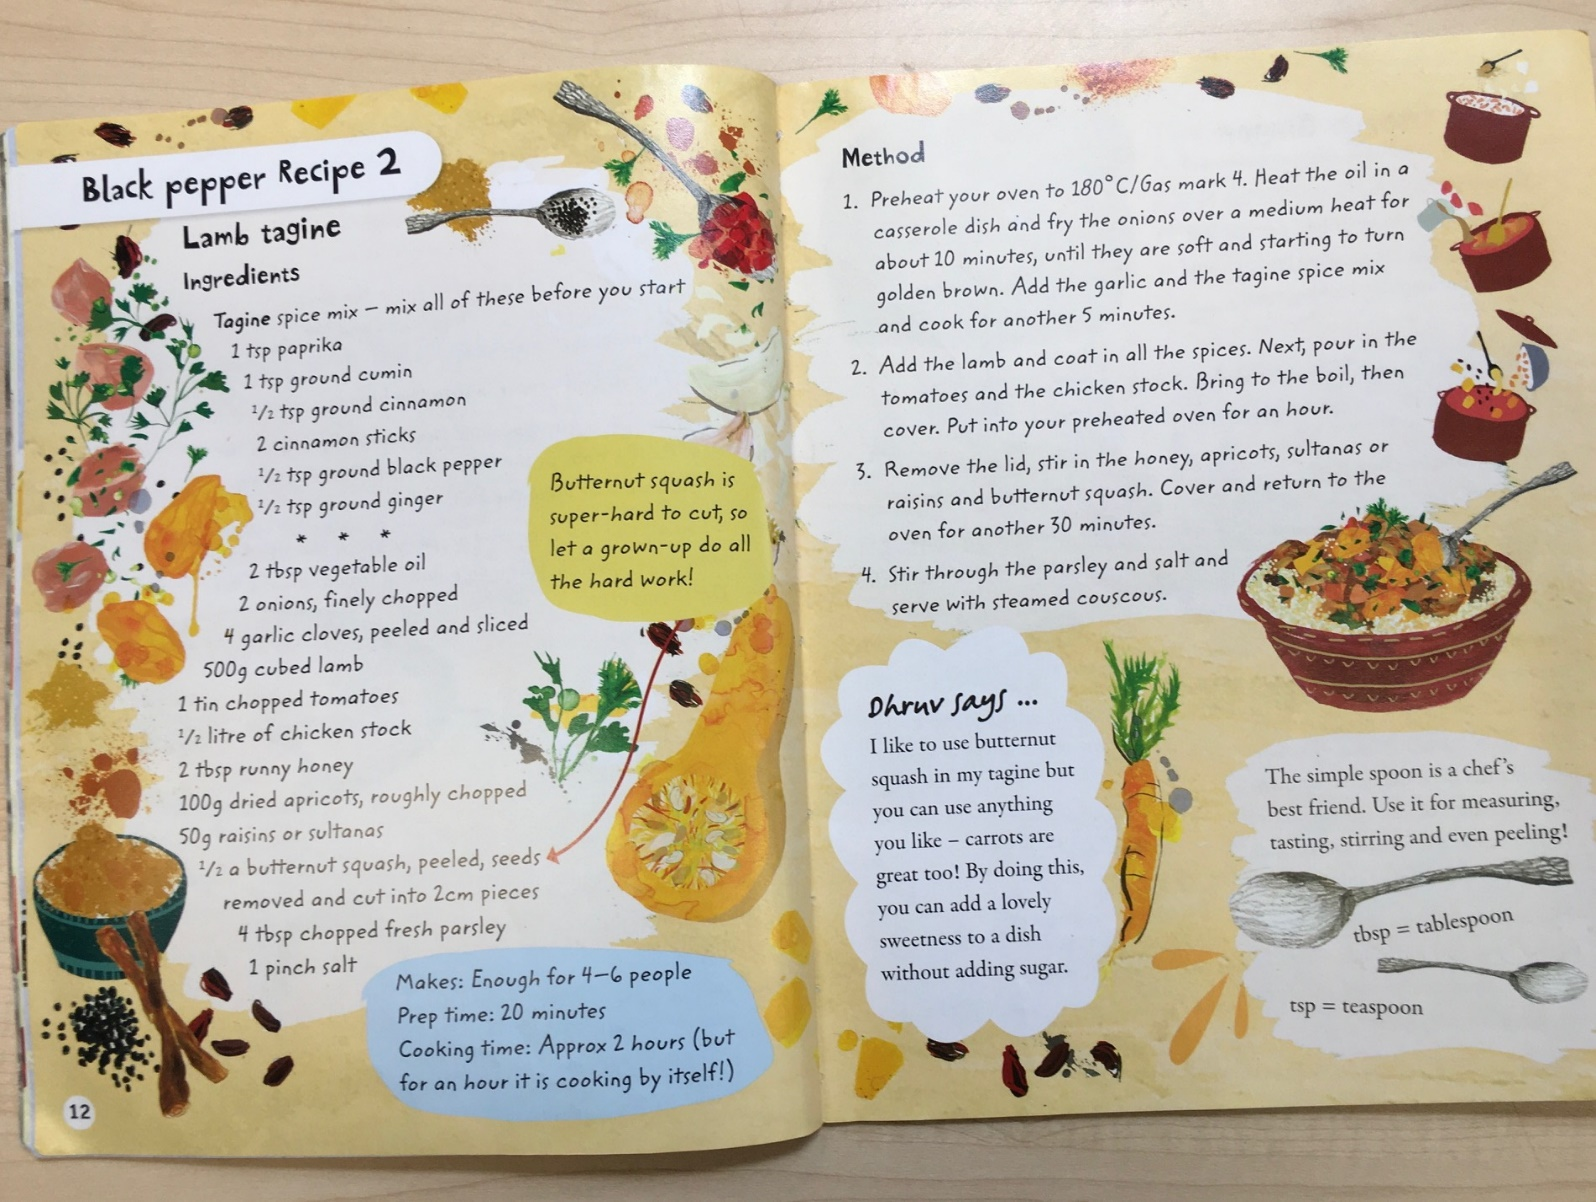 Black pepper Recipe 2
Lamb tagine
Ingredients
Tagine spice mix – mix all of these before you start
1 tsp paprika
1 tsp ground cumin
1/2 tsp ground cinnamon
2 cinnamon sticks
1/2 tsp ground black pepper
1/2 tsp ground ginger
* * *
2 tbsp vegetable oil
2 onions, finely chopped
4 garlic cloves, peeled and sliced
500g cubed lamb
1 tin chopped tomatoes
1/2 litre of chicken stock
2 tbsp runny honey
100g dried apricots, roughly chopped
50g raisins or sultanas
1/2 a butternut squash, peeled, seeds
removed and cut into 2cm pieces
4 tbsp chopped fresh parsley
1 pinch salt
Butternut squash is
super-hard to cut, so
let a grown-up do all
the hard work!
Makes: Enough for 4–6 people
Prep time: 20 minutes
Cooking time: Approx 2 hours (but
for an hour it is cooking by itself!)
12
Method
1. Preheat your oven to 180°C/Gas mark 4. Heat the oil in a
casserole dish and fry the onions over a medium heat for
about 10 minutes, until they are soft and starting to turn
golden brown. Add the garlic and the tagine spice mix
and cook for another 5 minutes.
2. Add the lamb and coat in all the spices. Next, pour in the
tomatoes and the chicken stock. Bring to the boil, then
cover. Put into your preheated oven for an hour.
3. Remove the lid, stir in the honey, apricots, sultanas or
raisins and butternut squash. Cover and return to the
oven for another 30 minutes.
4. Stir through the parsley and salt and
serve with steamed couscous.
Dhruv says ...
I like to use butternut
squash in my tagine but
you can use anything
you like – carrots are
great too! By doing this,
you can add a lovely
sweetness to a dish
without adding sugar.
The simple spoon is a chef's
best friend. Use it for measuring,
tasting, stirring and even peeling!
tbsp = tablespoon
tsp = teaspoon